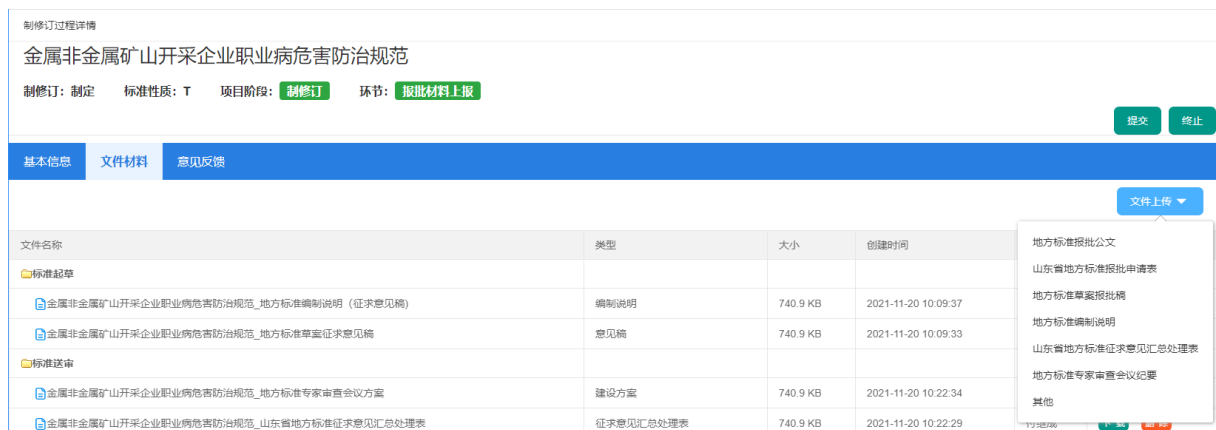 制修订过程详情
金属非金属矿山开采企业职业病危害防治规范
制修订：制定 标准性质：T 项目阶段：制修订 环节：报批材料上报
提交 终止
基本信息 文件材料 意见反馈
文件上传
文件名称 类型 大小 创建时间
地方标准报批公文
山东省地方标准报批申请表
地方标准草案报批稿
地方标准编制说明
山东省地方标准征求意见汇总处理表
地方标准专家审查会议纪要
其他
标准起草
金属非金属矿山开采企业职业病危害防治规范_地方标准编制说明（征求意见稿) 编制说明 740.9 KB 2021-11-20 10:09:37
金属非金属矿山开采企业职业病危害防治规范_地方标准草案征求意见稿 意见稿 740.9 KB 2021-11-20 10:09:33
标准送审
金属非金属矿山开采企业职业病危害防治规范_地方标准专家审查会议方案 建设方案 740.9 KB 2021-11-20 10:22:34
金属非金属矿山开采企业职业病危害防治规范_山东省地方标准征求意见汇总处理表 征求意见汇总处理表 740.9 KB 2021-11-20 10:22:29